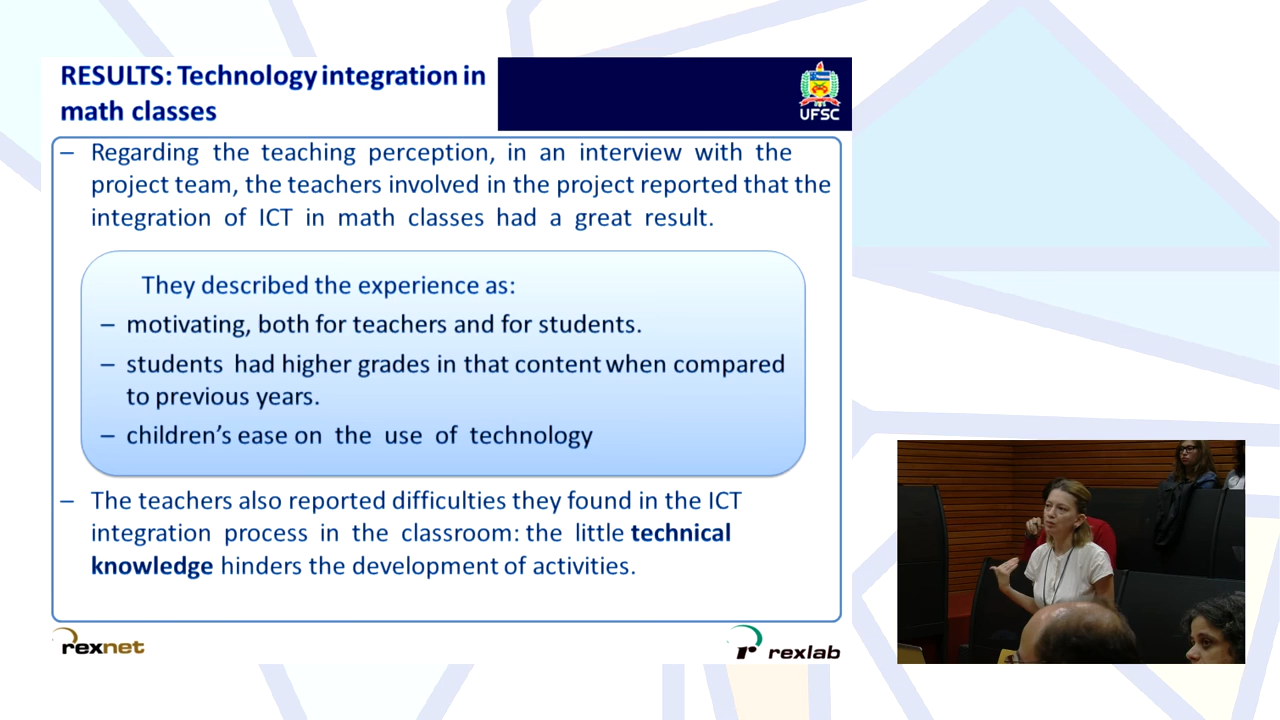 RESULTS: Technology integration in
math classes
UFSC
– Regarding the teaching perception, in an interview with the
project team, the teachers involved in the project reported that the
integration of ICT in math classes had a great result.
They described the experience as:
– motivating, both for teachers and for students.
– students had higher grades in that content when compared
to previous years.
– children’s ease on the use of technology
– The teachers also reported difficulties they found in the ICT
integration process in the classroom: the little technical
knowledge hinders the development of activities.
rexnet
rexlab